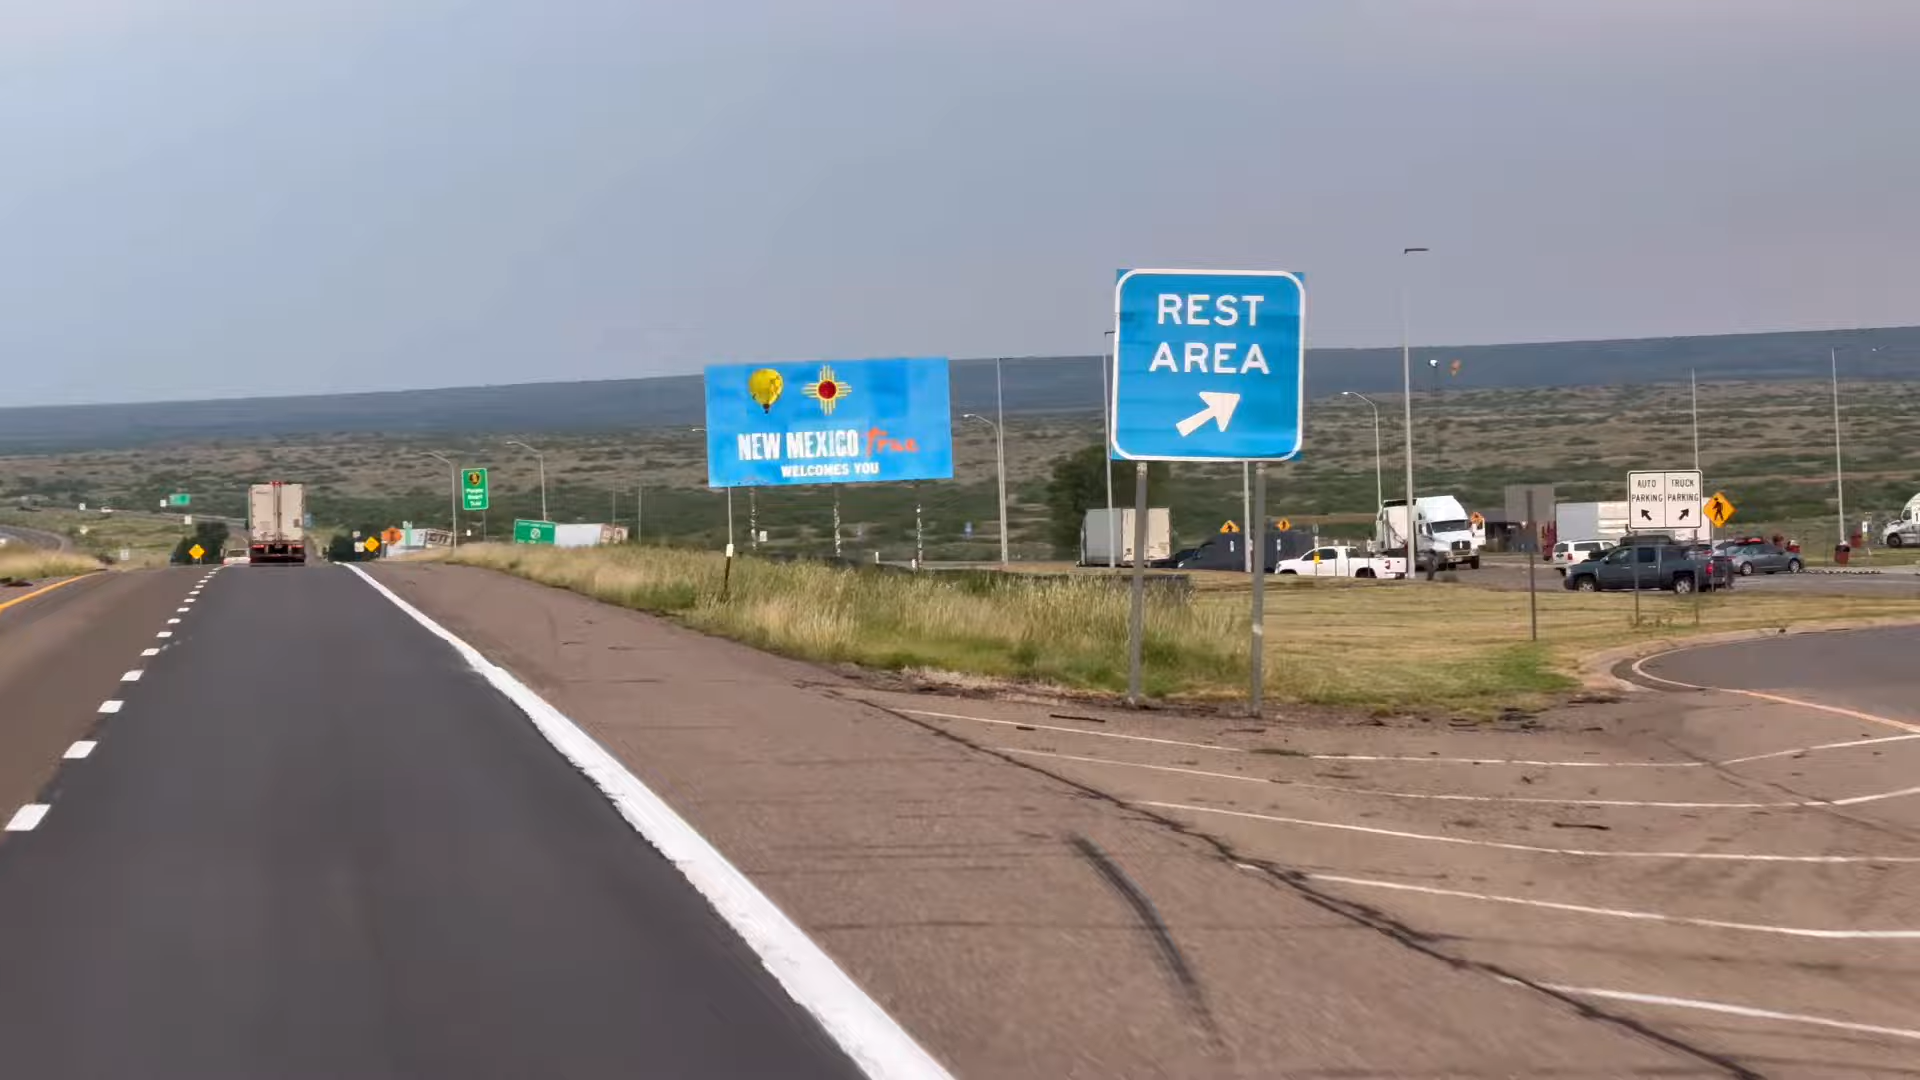 NEW MEXICO True
WELCOMES YOU
REST
AREA
AUTO
PARKING
TRUCK
PARKING